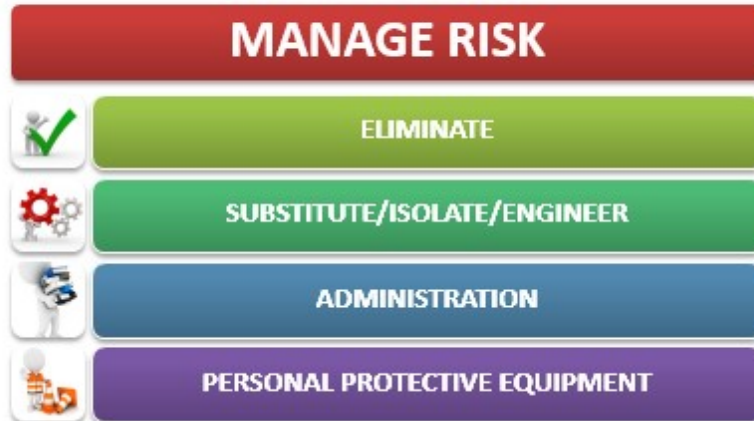 MANAGE RISK
ELIMINATE
SUBSTITUTE/ISOLATE/ENGINEER
ADMINISTRATION
PERSONAL PROTECTIVE EQUIPMENT